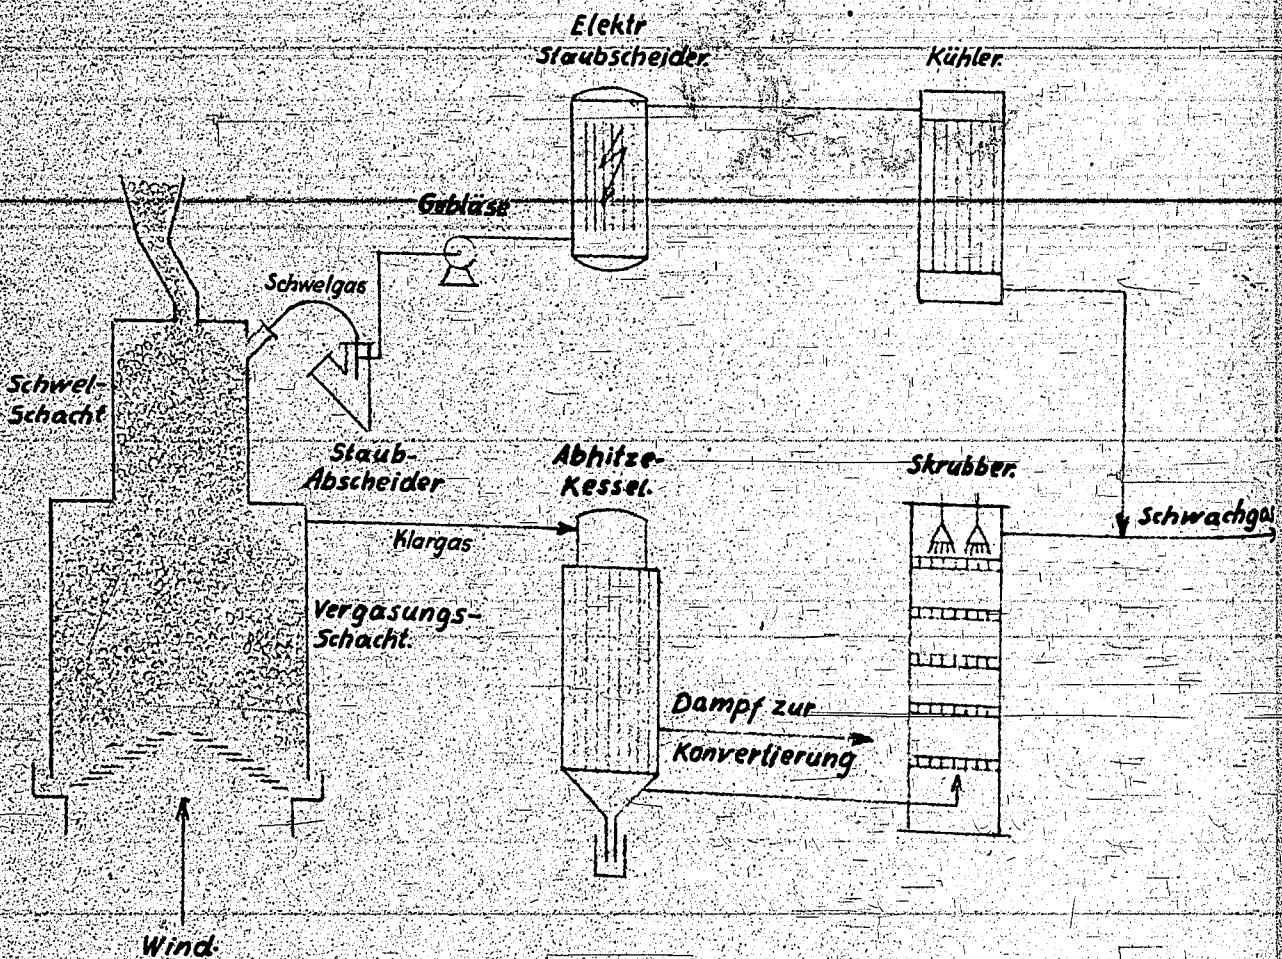 Elektr
Staubscheider.
Kühler.
Gebläse
Schwelgas
Schwel-
Schacht
Staub-
Abscheider
Abhitze-
Kessel.
Skrubber.
Schwachgas
Klargas
Vergasungs-
Schacht.
Dampf zur
Konvertierung
Wind.